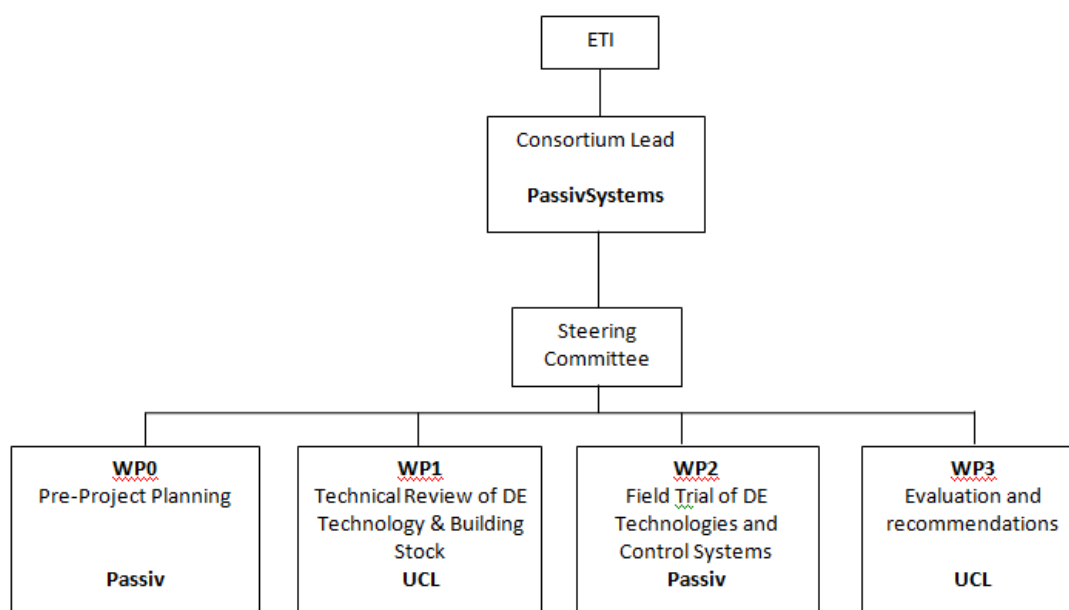 ETI
Consortium Lead
PassivSystems
Steering
Committee
WP0
Pre-Project Planning
Passiv
WP1
Technical Review of DE
Technology & Building
Stock
UCL
WP2
Field Trial of DE
Technologies and
Control Systems
Passiv
WP3
Evaluation and
recommendations
UCL